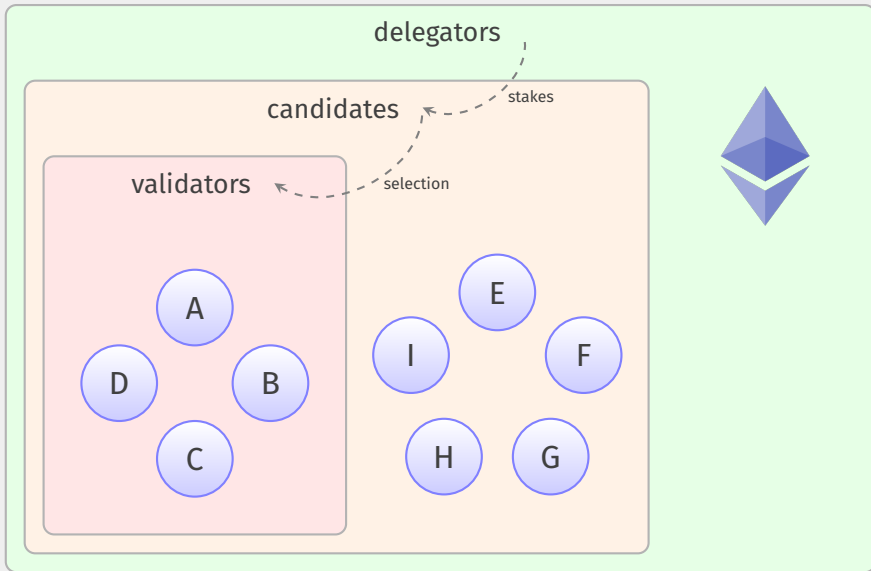 delegators
stakes
candidates
selection
validators
A
D
B
C
E
I
F
H
G